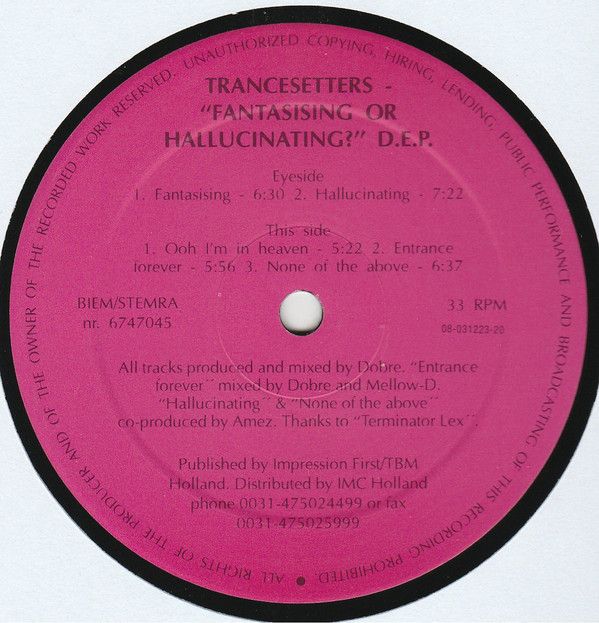 ALL RIGHTS OF THE PRODUCER AND OF THE OWNER OF THE RECORDED WORK RESERVED. UNAUTHORIZED COPYING, HIRING, LENDING, PUBLIC PERFORMANCE AND BROADCASTING OF THIS RECORDING PROHIBITED. ●
TRANCESETTERS -
“FANTASISING OR
HALLUCINATING?” D.E.P.
Eyeside
1. Fantasising - 6:30 2. Hallucinating - 7:22
This side
1. Ooh I'm in heaven - 5:22 2. Entrance
forever - 5:56 3. None of the above - 6:37
BIEM/STEMRA
nr. 6747045
33 RPM
08-031223-20
All tracks produced and mixed by Dobre. “Entrance
forever´´ mixed by Dobre and Mellow-D.
“Hallucinating´´ & “None of the above´´
co-produced by Amez. Thanks to “Terminator Lex´´.
Published by Impression First/TBM
Holland. Distributed by IMC Holland
phone 0031-475024499 or fax
0031-475025999